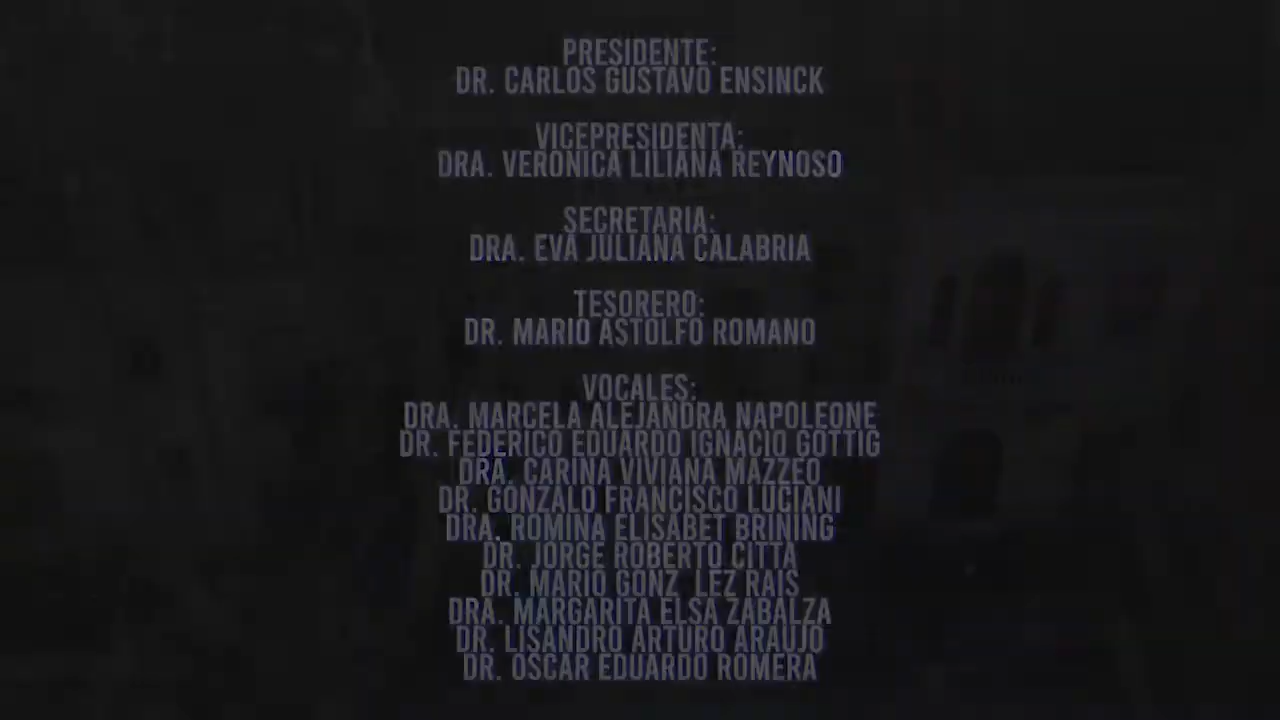 PRESIDENTE:
DR. CARLOS GUSTAVO ENSINCK
VICEPRESIDENTA:
DRA. VERONICA LILIANA REYNOSO
SECRETARIA:
DRA. EVA JULIANA CALABRIA
TESORERO:
DR. MARIO ASTOLFO ROMANO
VOCALES:
DRA. MARCELA ALEJANDRA NAPOLEONE
DR. FEDERICO EDUARDO IGNACIO GOTTIG
DRA. CARINA VIVIANA MAZZEO
DR. GONZALO FRANCISCO LUCIANI
DRA. ROMINA ELISABET BRINING
DR. JORGE ROBERTO CITTA
DR. MARIO GONZ LEZ RAIS
DRA. MARGARITA ELSA ZABALZA
DR. LISANDRO ARTURO ARAUJO
DR. OSCAR EDUARDO ROMERA